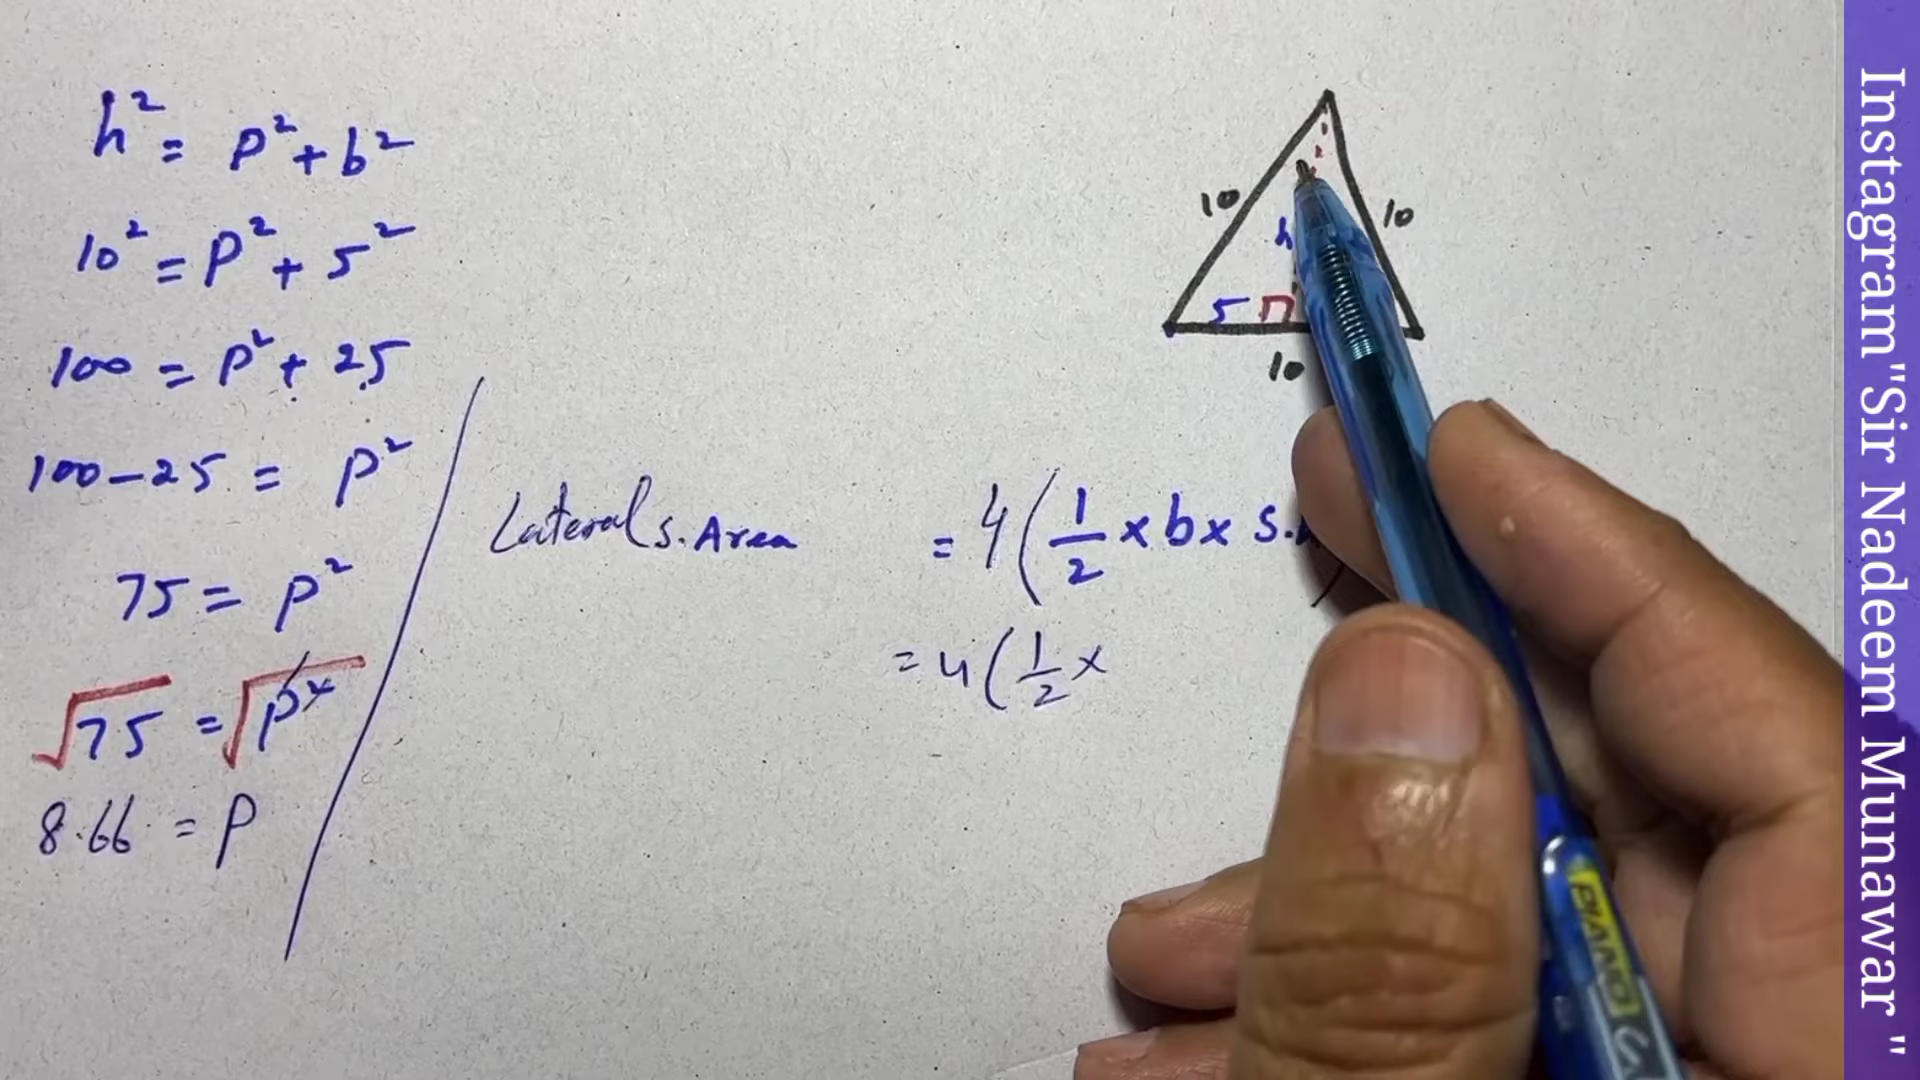 h² = p² + b²
10² = p² + 5²
100 = p² + 25
100 – 25 = p²
75 = p²
√75 = √p²
8.66 = p
Lateral s. Area = 4 ( 1/2 x b x s.
= 4 ( 1/2 x
10
10
h
5
10
PIANO
Instagram"Sir Nadeem Munawar "